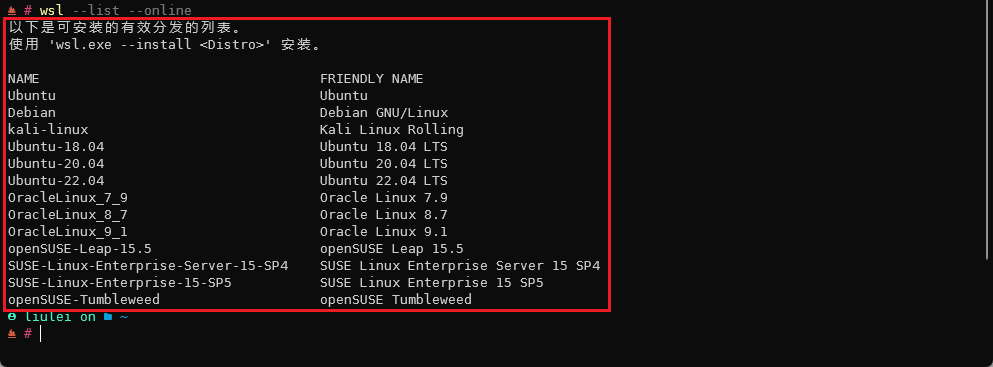 # wsl --list --online
以下是可安装的有效分发的列表。
使用 'wsl.exe --install <Distro>' 安装。
NAME FRIENDLY NAME
Ubuntu Ubuntu
Debian Debian GNU/Linux
kali-linux Kali Linux Rolling
Ubuntu-18.04 Ubuntu 18.04 LTS
Ubuntu-20.04 Ubuntu 20.04 LTS
Ubuntu-22.04 Ubuntu 22.04 LTS
OracleLinux_7_9 Oracle Linux 7.9
OracleLinux_8_7 Oracle Linux 8.7
OracleLinux_9_1 Oracle Linux 9.1
openSUSE-Leap-15.5 openSUSE Leap 15.5
SUSE-Linux-Enterprise-Server-15-SP4 SUSE Linux Enterprise Server 15 SP4
SUSE-Linux-Enterprise-15-SP5 SUSE Linux Enterprise 15 SP5
openSUSE-Tumbleweed openSUSE Tumbleweed
liulei on ~
#